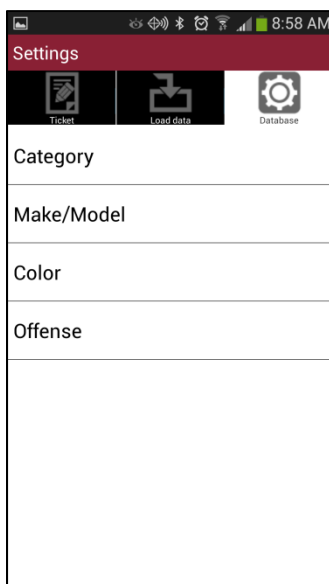 8:58 AM
Settings
Ticket Load data Database
Category
Make/Model
Color
Offense